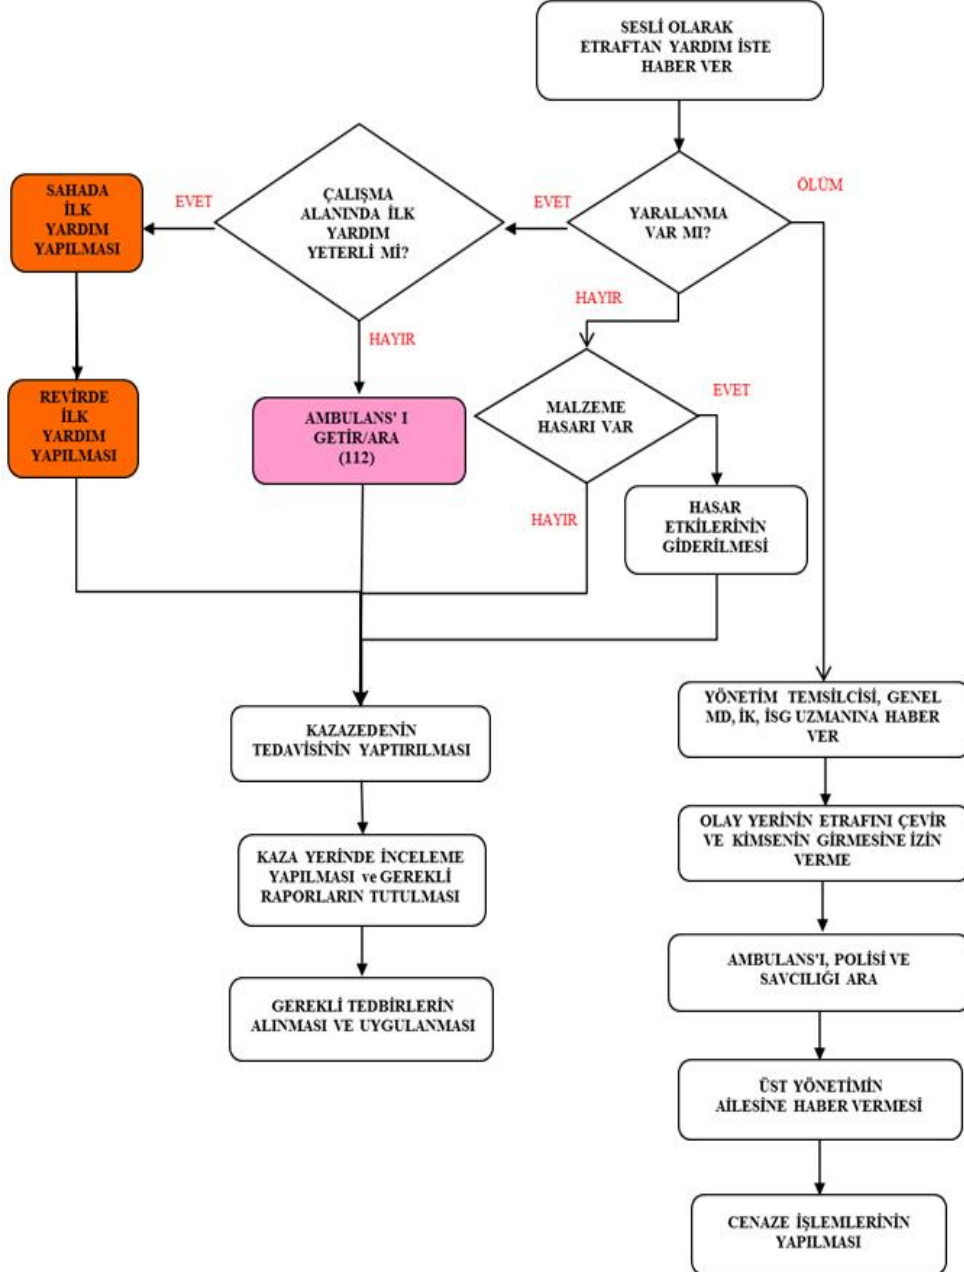 SESLİ OLARAK
ETRAFTAN YARDIM İSTE
HABER VER
ÖLÜM
YARALANMA
VAR MI?
EVET
ÇALIŞMA
ALANINDA İLK
YARDIM
YETERLİ Mİ?
EVET
SAHADA
İLK
YARDIM
YAPILMASI
HAYIR
HAYIR
REVİRDE
İLK
YARDIM
YAPILMASI
AMBULANS' I
GETİR/ARA
(112)
MALZEME
HASARI VAR
EVET
HAYIR
HASAR
ETKİLERİNİN
GİDERİLMESİ
KAZAZEDENİN
TEDAVİSİNİN YAPTIRILMASI
KAZA YERİNDE İNCELEME
YAPILMASI ve GEREKLİ
RAPORLARIN TUTULMASI
GEREKLİ TEDBİRLERİN
ALINMASI VE UYGULANMASI
YÖNETİM TEMSİLCİSİ, GENEL
MD, İK, İSG UZMANINA HABER
VER
OLAY YERİNİN ETRAFINI ÇEVİR
VE KİMSENİN GİRMESİNE İZİN
VERME
AMBULANS'I, POLİSİ VE
SAVCILIĞI ARA
ÜST YÖNETİMİN
AİLESİNE HABER VERMESİ
CENAZE İŞLEMLERİNİN
YAPILMASI